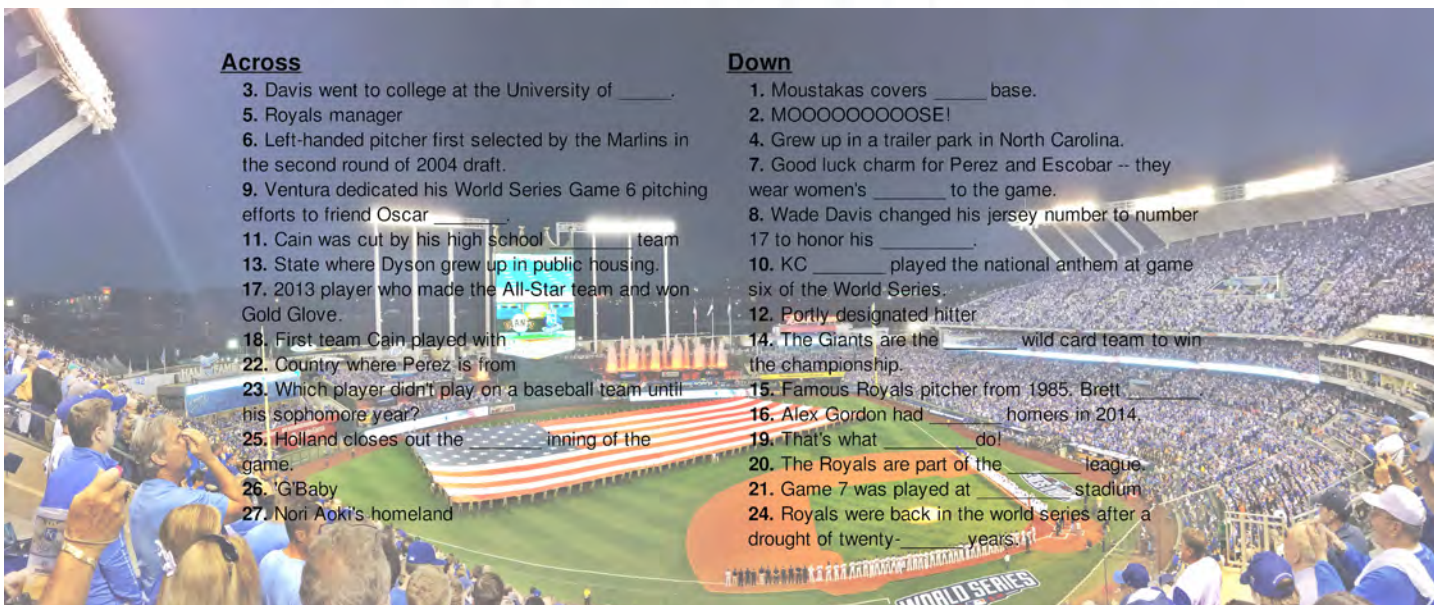 Across
3. Davis went to college at the University of _____.
5. Royals manager
6. Left-handed pitcher first selected by the Marlins in
the second round of 2004 draft.
9. Ventura dedicated his World Series Game 6 pitching
efforts to friend Oscar _______.
11. Cain was cut by his high school ________ team
13. State where Dyson grew up in public housing.
17. 2013 player who made the All-Star team and won
Gold Glove.
18. First team Cain played with
22. Country where Perez is from
23. Which player didn't play on a baseball team until
his sophomore year?
25. Holland closes out the _______inning of the
game.
26. 'G'Baby
27. Nori Aoki's homeland
Down
1. Moustakas covers _____ base.
2. MOOOOOOOOOSE!
4. Grew up in a trailer park in North Carolina.
7. Good luck charm for Perez and Escobar -- they
wear women's _______ to the game.
8. Wade Davis changed his jersey number to number
17 to honor his _________.
10. KC _______ played the national anthem at game
six of the World Series.
12. Portly designated hitter
14. The Giants are the _______ wild card team to win
the championship.
15. Famous Royals pitcher from 1985. Brett _______.
16. Alex Gordon had _______ homers in 2014.
19. That's what _________ do!
20. The Royals are part of the _______ league.
21. Game 7 was played at _________ stadium
24. Royals were back in the world series after a
drought of twenty-______years.
HALL of FAME
WORLD SERIES